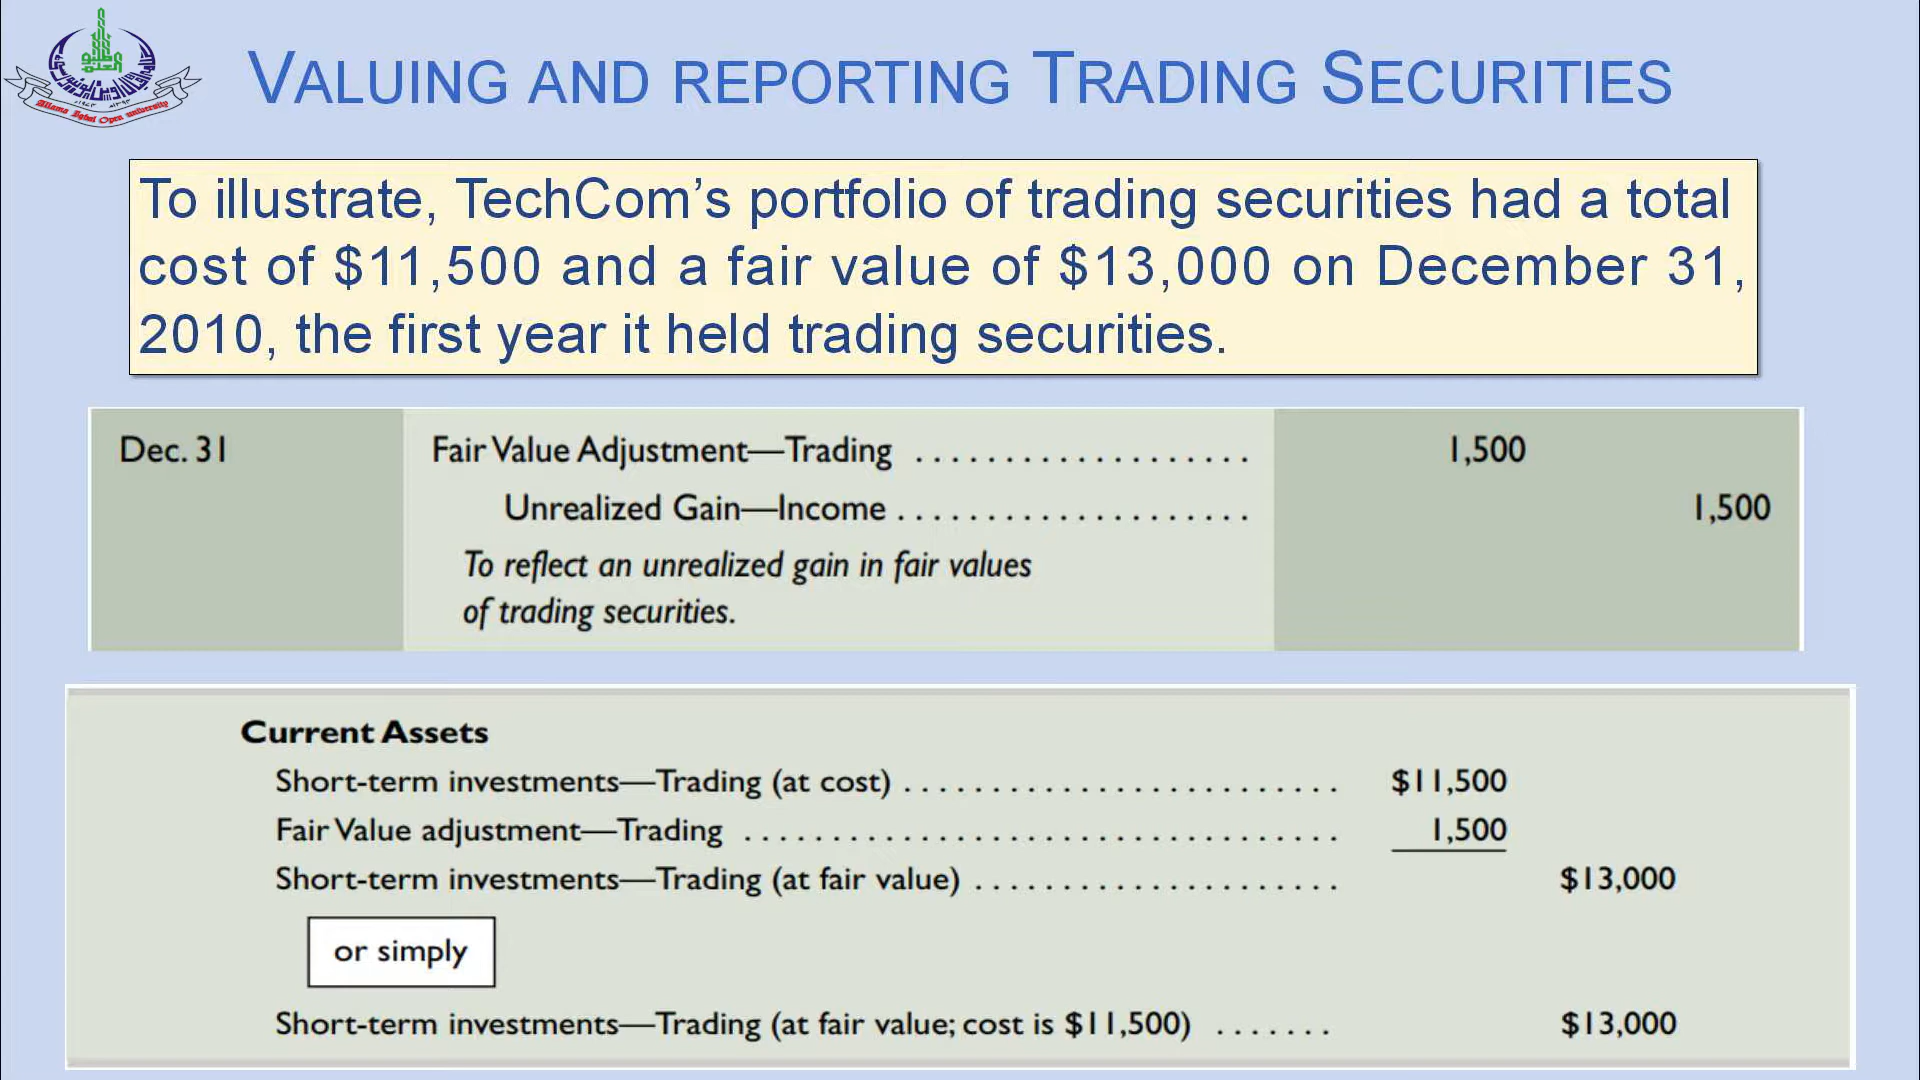 Allama Iqbal Open University
VALUING AND REPORTING TRADING SECURITIES
To illustrate, TechCom’s portfolio of trading securities had a total
cost of $11,500 and a fair value of $13,000 on December 31,
2010, the first year it held trading securities.
Dec. 31 Fair Value Adjustment—Trading . . . . . . . . . . . . . . . . . . . 1,500
Unrealized Gain—Income . . . . . . . . . . . . . . . . . . . . 1,500
To reflect an unrealized gain in fair values
of trading securities.
Current Assets
Short-term investments—Trading (at cost) . . . . . . . . . . . . . . . . . . . . . . . . . $11,500
Fair Value adjustment—Trading . . . . . . . . . . . . . . . . . . . . . . . . . . . . . . . . . . 1,500
Short-term investments—Trading (at fair value) . . . . . . . . . . . . . . . . . . . . . $13,000
or simply
Short-term investments—Trading (at fair value; cost is $11,500) . . . . . . . $13,000